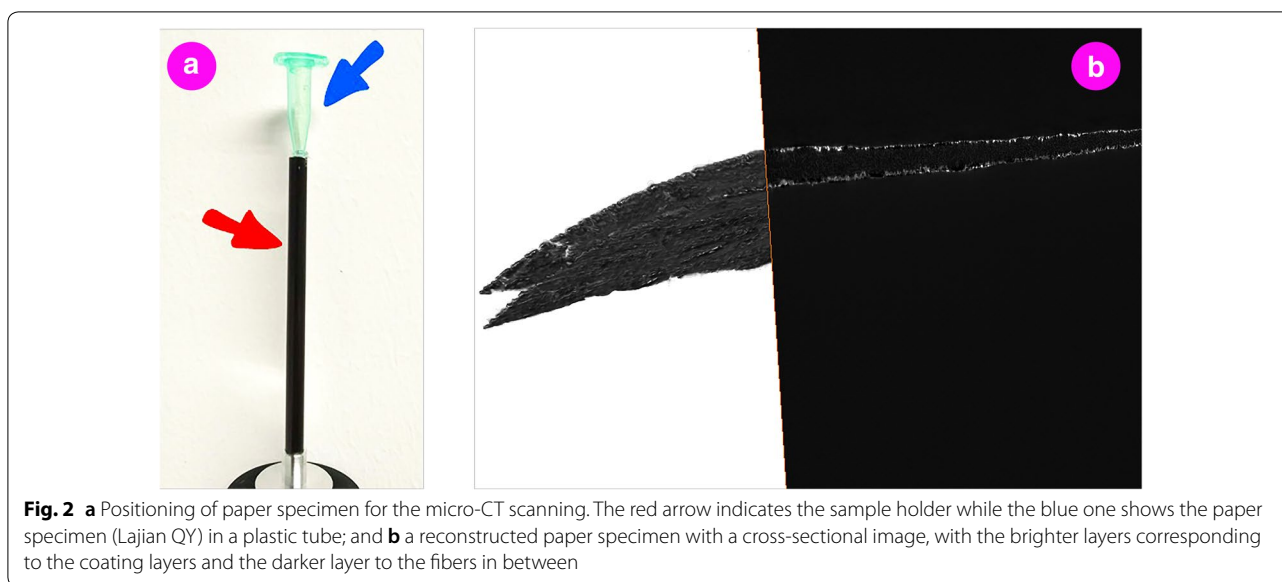 a
b
Fig. 2 a Positioning of paper specimen for the micro-CT scanning. The red arrow indicates the sample holder while the blue one shows the paper
specimen (Lajian QY) in a plastic tube; and b a reconstructed paper specimen with a cross-sectional image, with the brighter layers corresponding
to the coating layers and the darker layer to the fibers in between